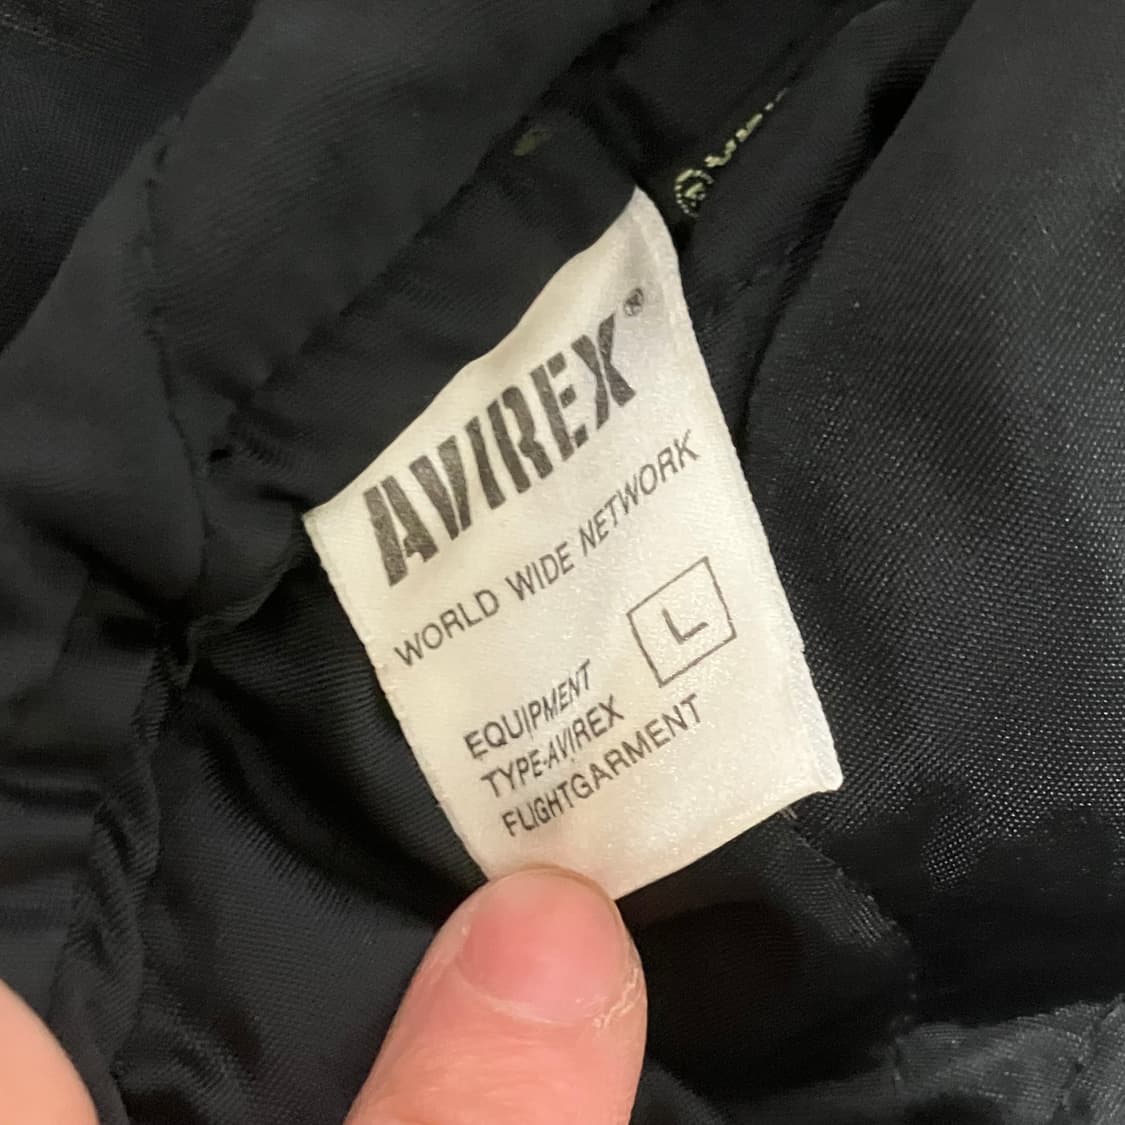 AVIREX®
WORLD WIDE NETWORK
L
EQUIPMENT
TYPE-AVIREX
FLIGHTGARMENT